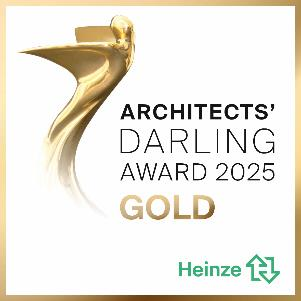 ARCHITECTS'
DARLING
AWARD 2025
GOLD
Heinze